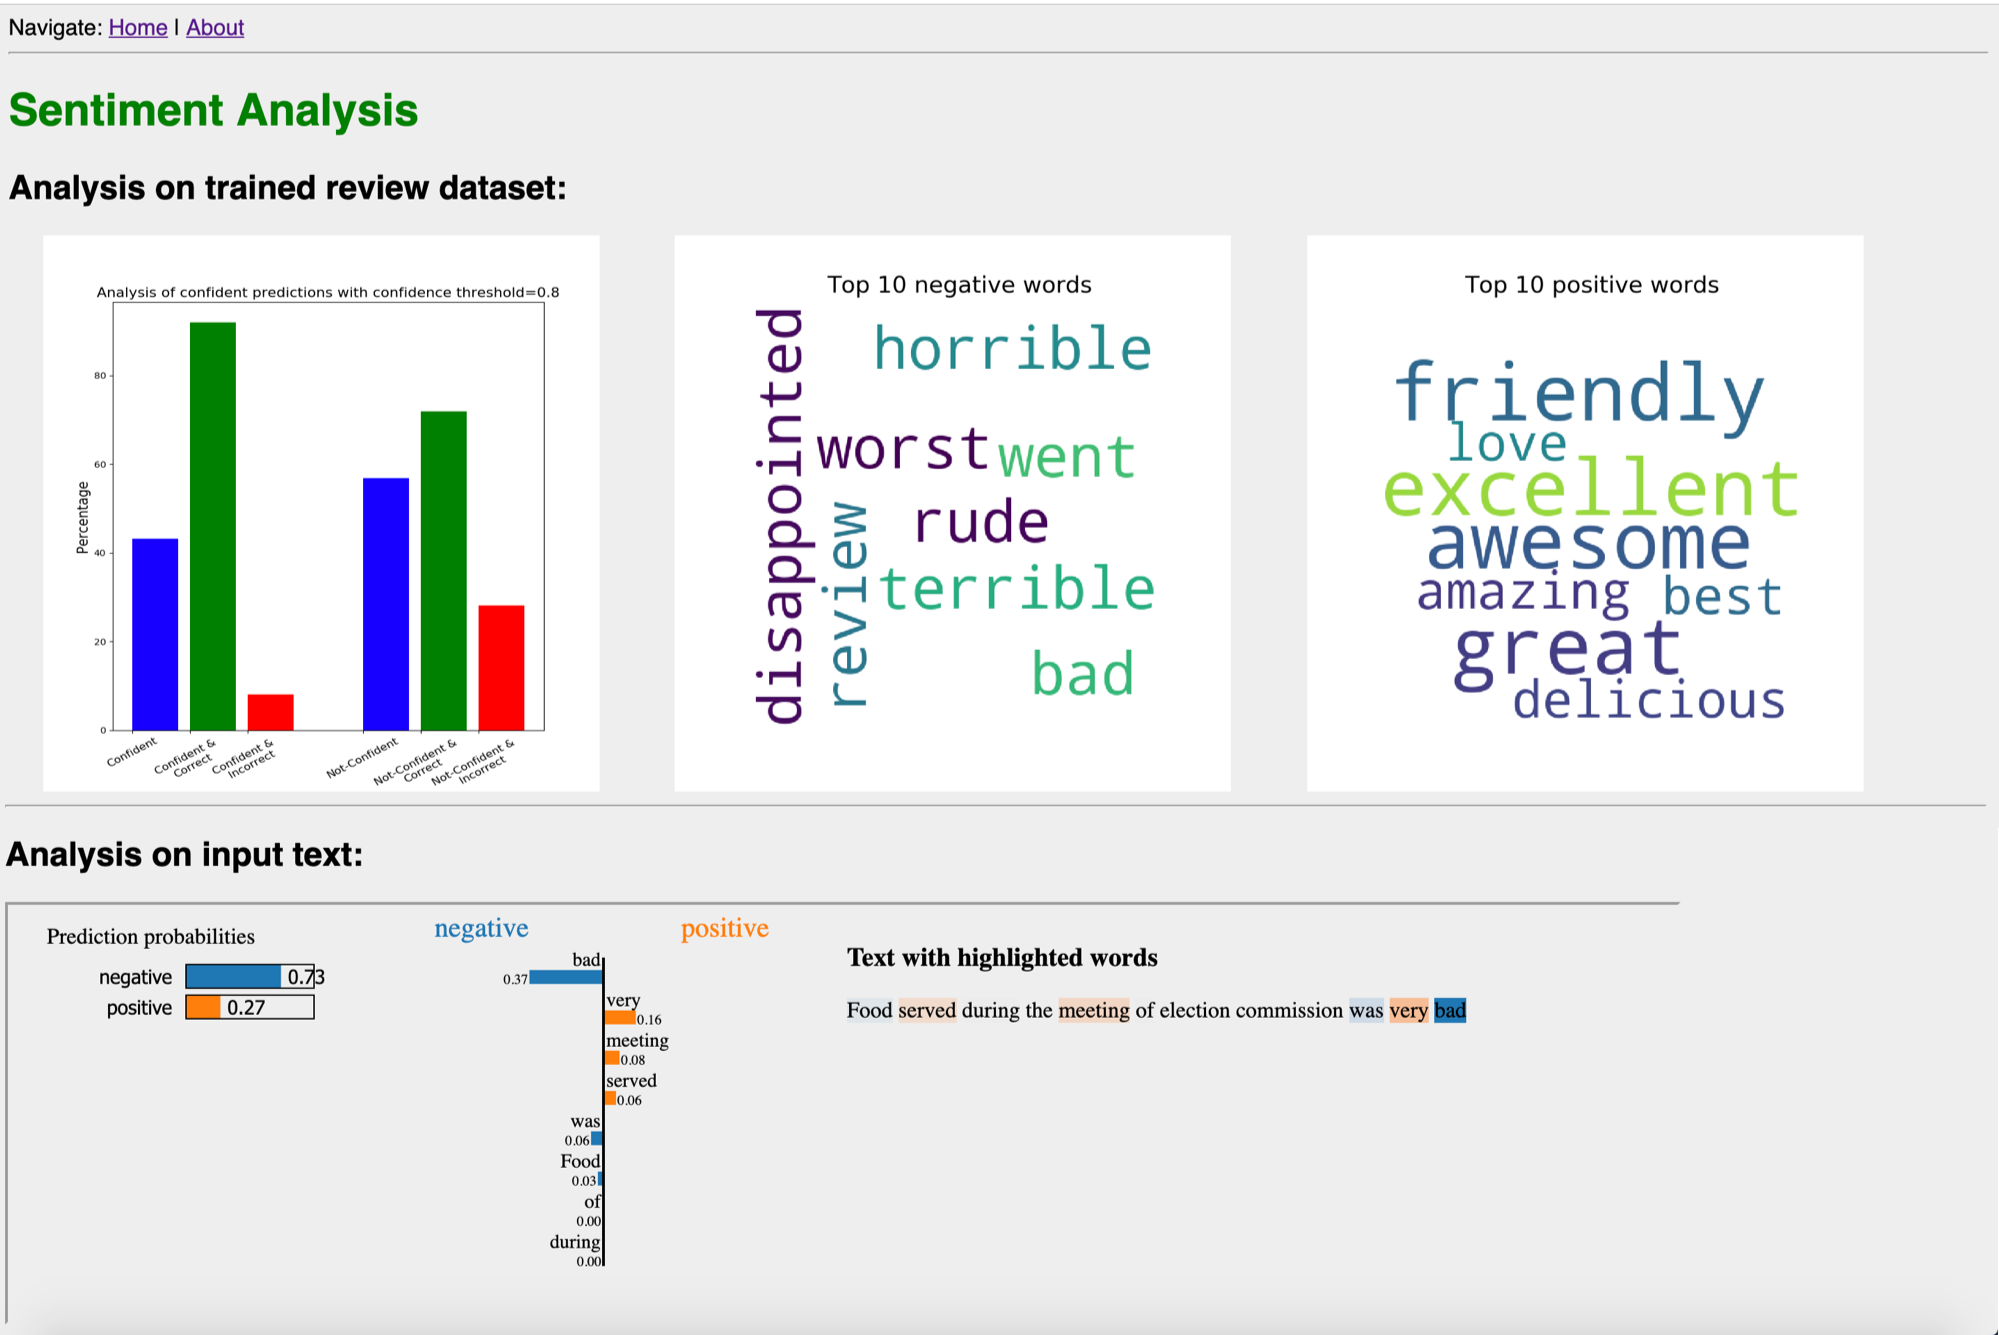 Navigate: Home | About
Sentiment Analysis
Analysis on trained review dataset:
Analysis of confident predictions with confidence threshold=0.8
Percentage
80
60
40
20
0
Confident
Confident &
Correct
Confident &
Incorrect
Not-Confident
Not-Confident &
Correct
Not-Confident &
Incorrect
Top 10 negative words
disappointed
horrible
worst
went
review
rude
terrible
bad
Top 10 positive words
friendly
love
excellent
awesome
amazing
best
great
delicious
Analysis on input text:
Prediction probabilities
negative 0.73
positive 0.27
negative positive
bad
0.37
very
0.16
meeting
0.08
served
0.06
was
0.06
Food
0.03
of
0.00
during
0.00
Text with highlighted words
Food served during the meeting of election commission was very bad